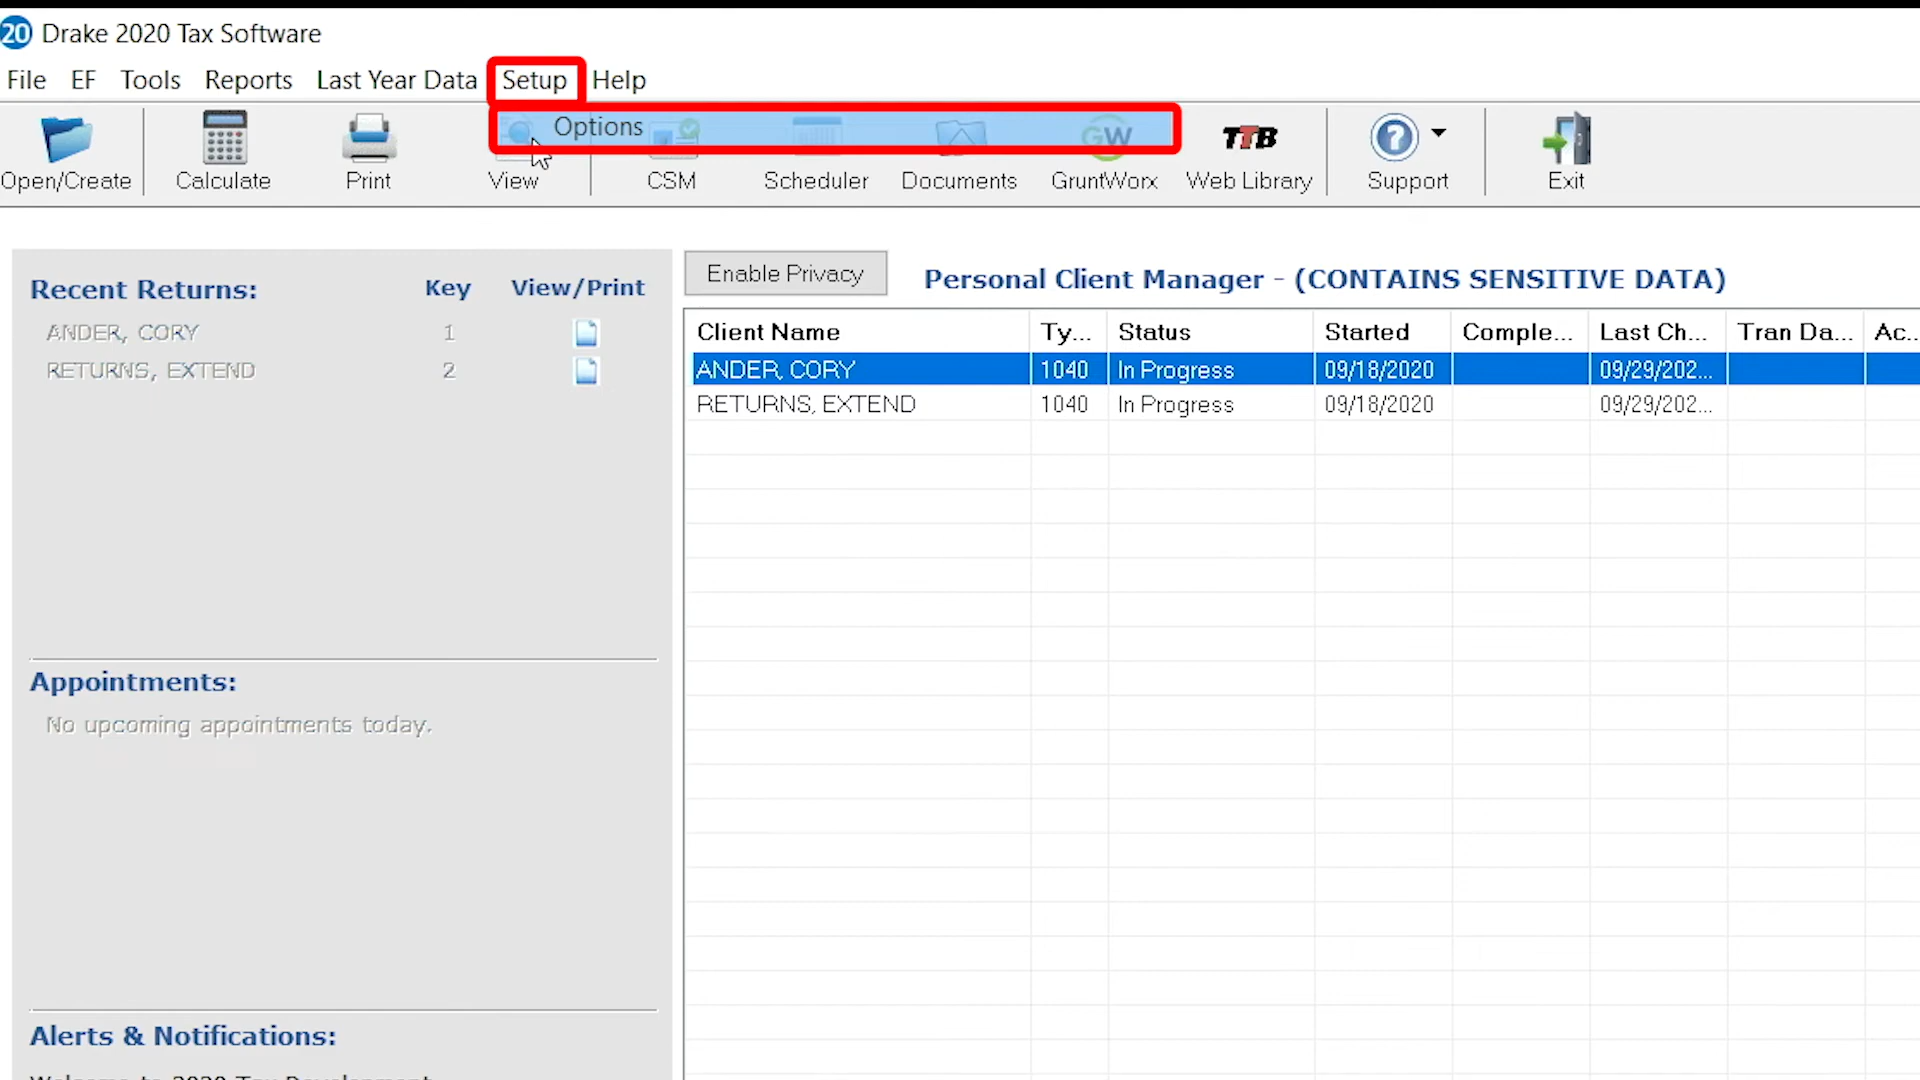 20 Drake 2020 Tax Software
File EF Tools Reports Last Year Data Setup Help
Options
GW TTB ?
Open/Create Calculate Print View CSM Scheduler Documents GruntWorx Web Library Support Exit
Recent Returns: Key View/Print
ANDER, CORY 1
RETURNS, EXTEND 2
Appointments:
No upcoming appointments today.
Alerts & Notifications:
Welcome to 2020 Tax Development
Enable Privacy Personal Client Manager - (CONTAINS SENSITIVE DATA)
Client Name Ty... Status Started Comple... Last Ch... Tran Da... Ac...
ANDER, CORY 1040 In Progress 09/18/2020 09/29/202...
RETURNS, EXTEND 1040 In Progress 09/18/2020 09/29/202...